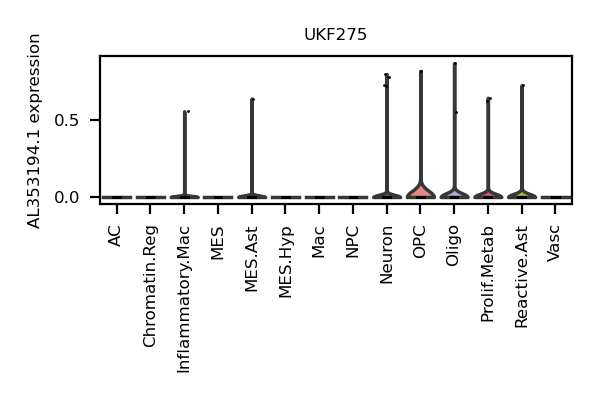 UKF275
AL353194.1 expression
0.5
0.0
AC
Chromatin.Reg
Inflammatory.Mac
MES
MES.Ast
MES.Hyp
Mac
NPC
Neuron
OPC
Oligo
Prolif.Metab
Reactive.Ast
Vasc